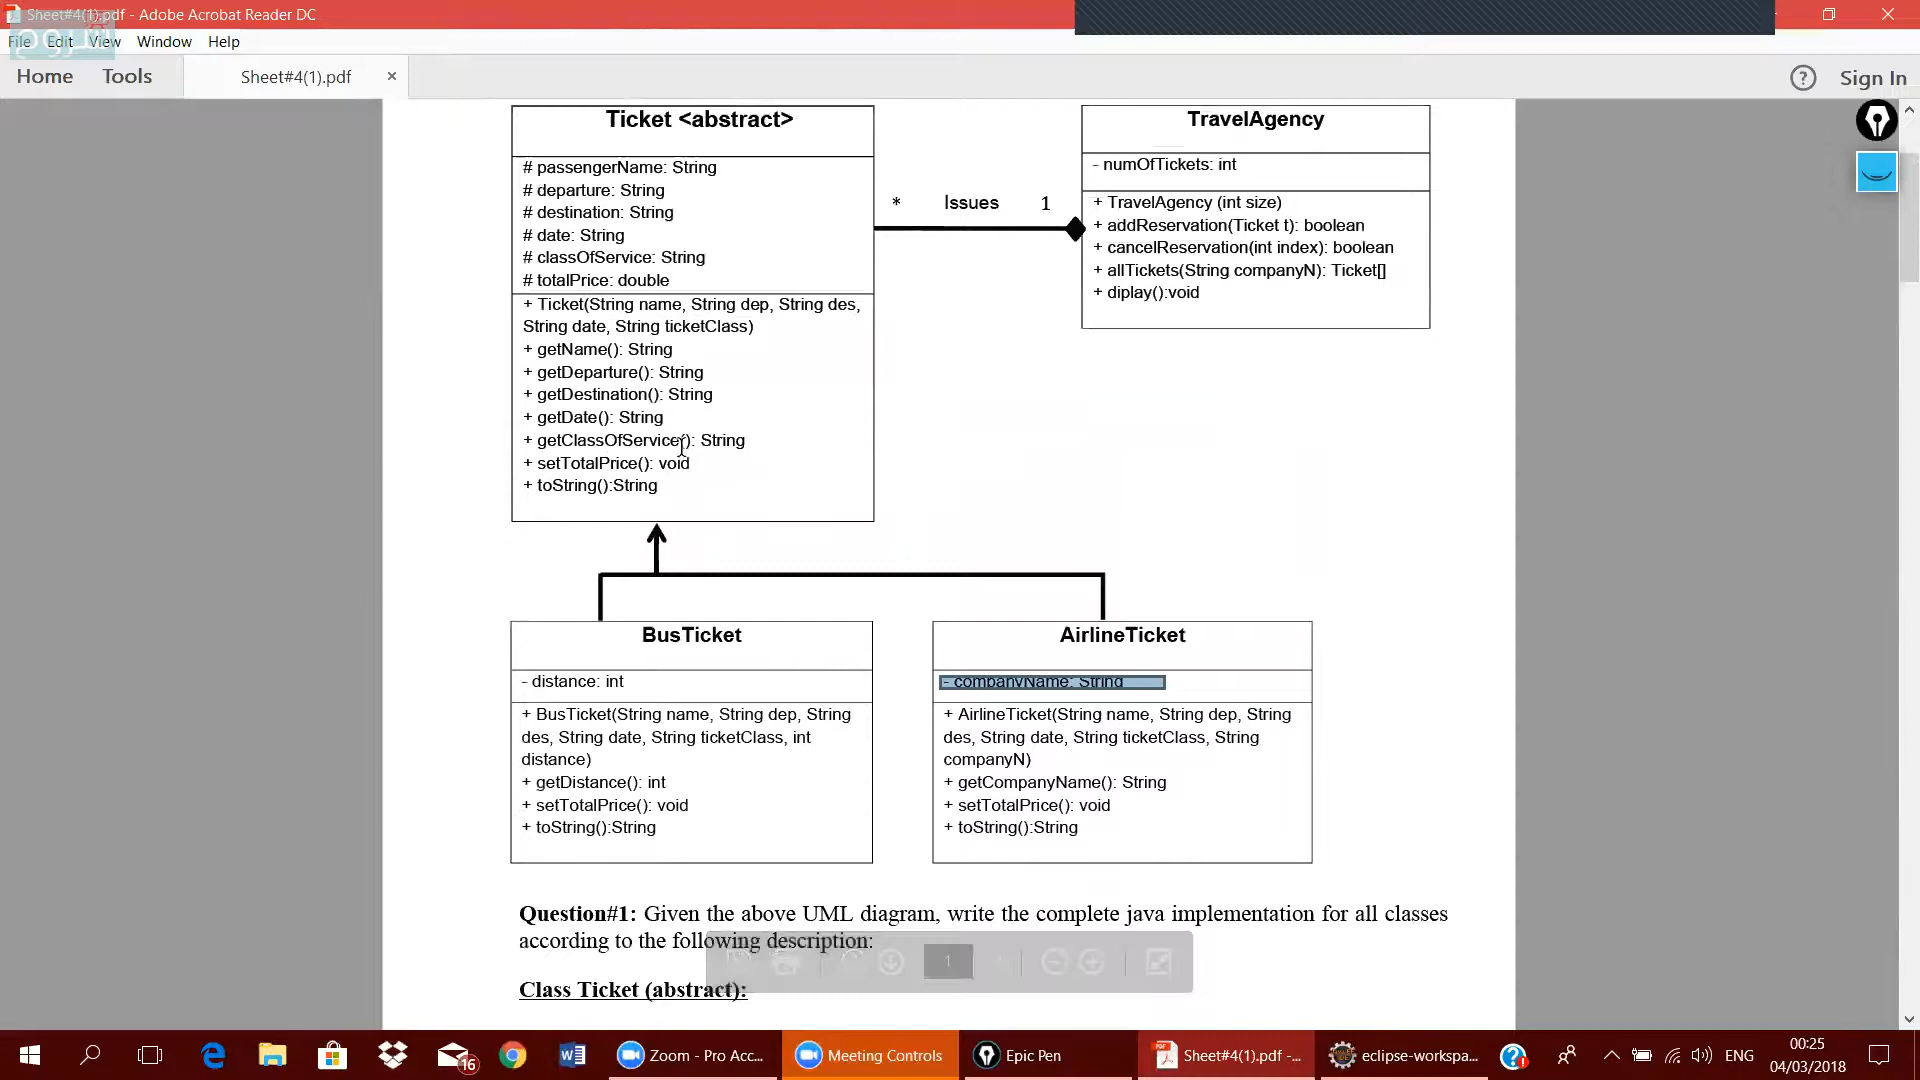 Sheet#4(1).pdf - Adobe Acrobat Reader DC
File Edit View Window Help
Home Tools Sheet#4(1).pdf × ? Sign In
Ticket <abstract>
# passengerName: String
# departure: String
# destination: String
# date: String
# classOfService: String
# totalPrice: double
+ Ticket(String name, String dep, String des,
String date, String ticketClass)
+ getName(): String
+ getDeparture(): String
+ getDestination(): String
+ getDate(): String
+ getClassOfService(): String
+ setTotalPrice(): void
+ toString():String
* Issues 1
TravelAgency
- numOfTickets: int
+ TravelAgency (int size)
+ addReservation(Ticket t): boolean
+ cancelReservation(int index): boolean
+ allTickets(String companyN): Ticket[]
+ diplay():void
BusTicket
- distance: int
+ BusTicket(String name, String dep, String
des, String date, String ticketClass, int
distance)
+ getDistance(): int
+ setTotalPrice(): void
+ toString():String
AirlineTicket
- companyName: String
+ AirlineTicket(String name, String dep, String
des, String date, String ticketClass, String
companyN)
+ getCompanyName(): String
+ setTotalPrice(): void
+ toString():String
Question#1: Given the above UML diagram, write the complete java implementation for all classes
according to the following description:
1
Class Ticket (abstract):
16
Zoom - Pro Acc...
Meeting Controls
Epic Pen
Sheet#4(1).pdf -...
eclipse-workspa...
ENG
00:25
04/03/2018